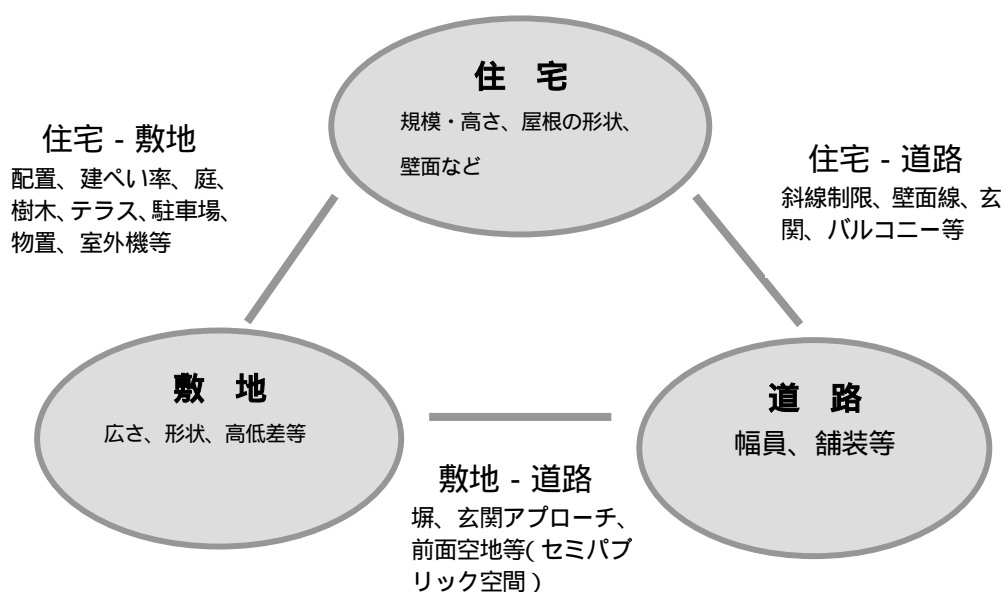 住　宅
規模・高さ、屋根の形状、
壁面など
住宅 - 敷地
配置、建ぺい率、庭、
樹木、テラス、駐車場、
物置、室外機等
住宅 - 道路
斜線制限、壁面線、玄
関、バルコニー等
敷　地
広さ、形状、高低差等
道　路
幅員、舗装等
敷地 - 道路
塀、玄関アプローチ、
前面空地等(セミパブ
リック空間)